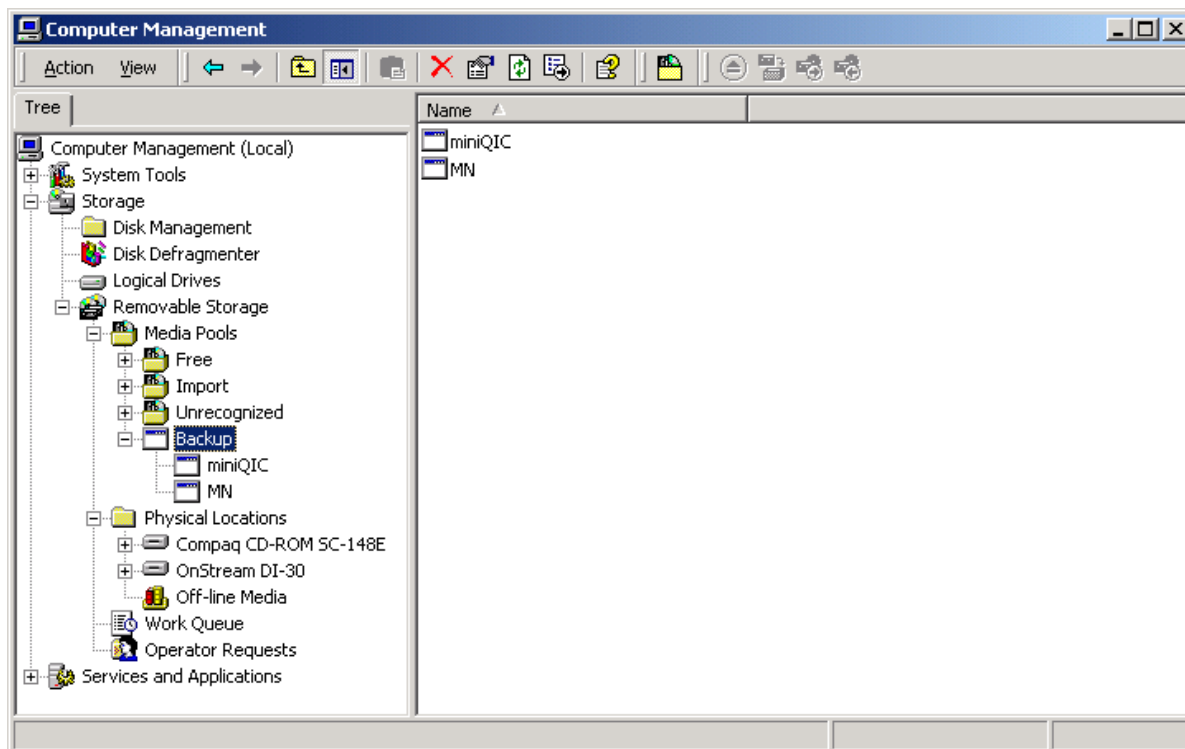 Computer Management
Action View
Tree
Name
Computer Management (Local)
miniQIC
System Tools
MN
Storage
Disk Management
Disk Defragmenter
Logical Drives
Removable Storage
Media Pools
Free
Import
Unrecognized
Backup
miniQIC
MN
Physical Locations
Compaq CD-ROM SC-148E
OnStream DI-30
Off-line Media
Work Queue
Operator Requests
Services and Applications